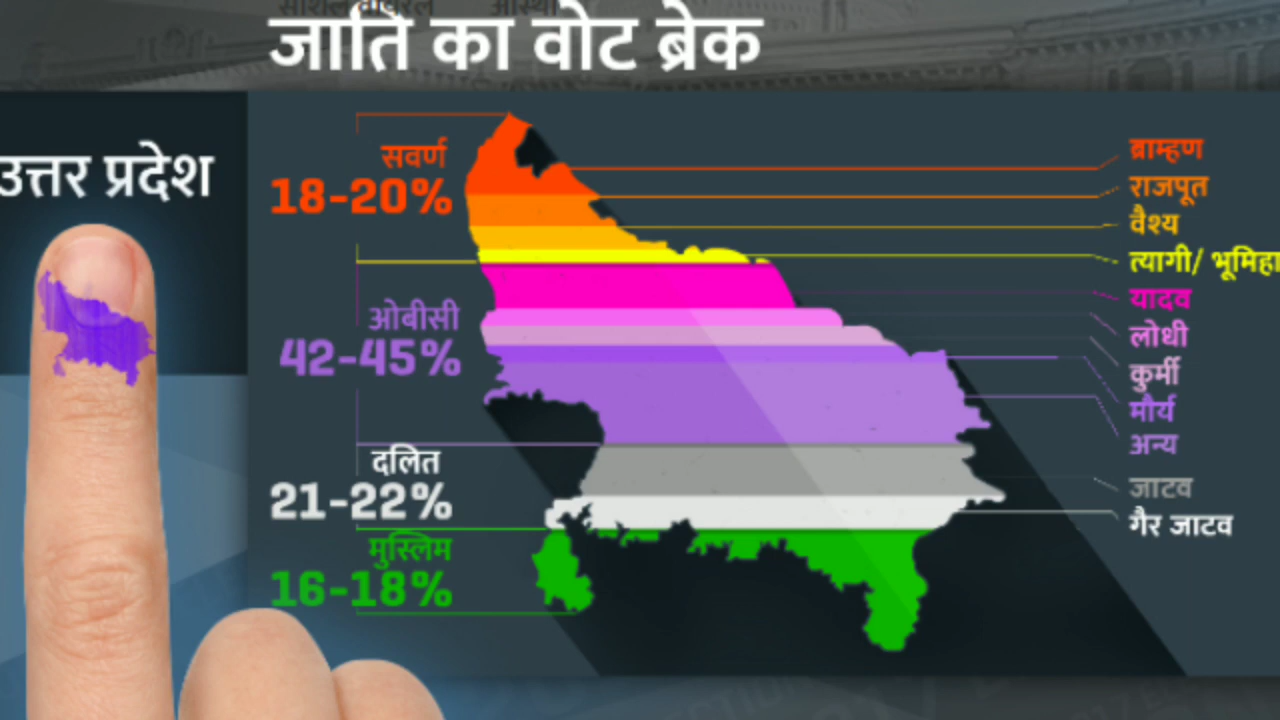 जाति का वोट ब्रेक
उत्तर प्रदेश
सवर्ण
18-20%
ओबीसी
42-45%
दलित
21-22%
मुस्लिम
16-18%
ब्राम्हण
राजपूत
वैश्य
त्यागी/ भूमिहा
यादव
लोधी
कुर्मी
मौर्य
अन्य
जाटव
गैर जाटव